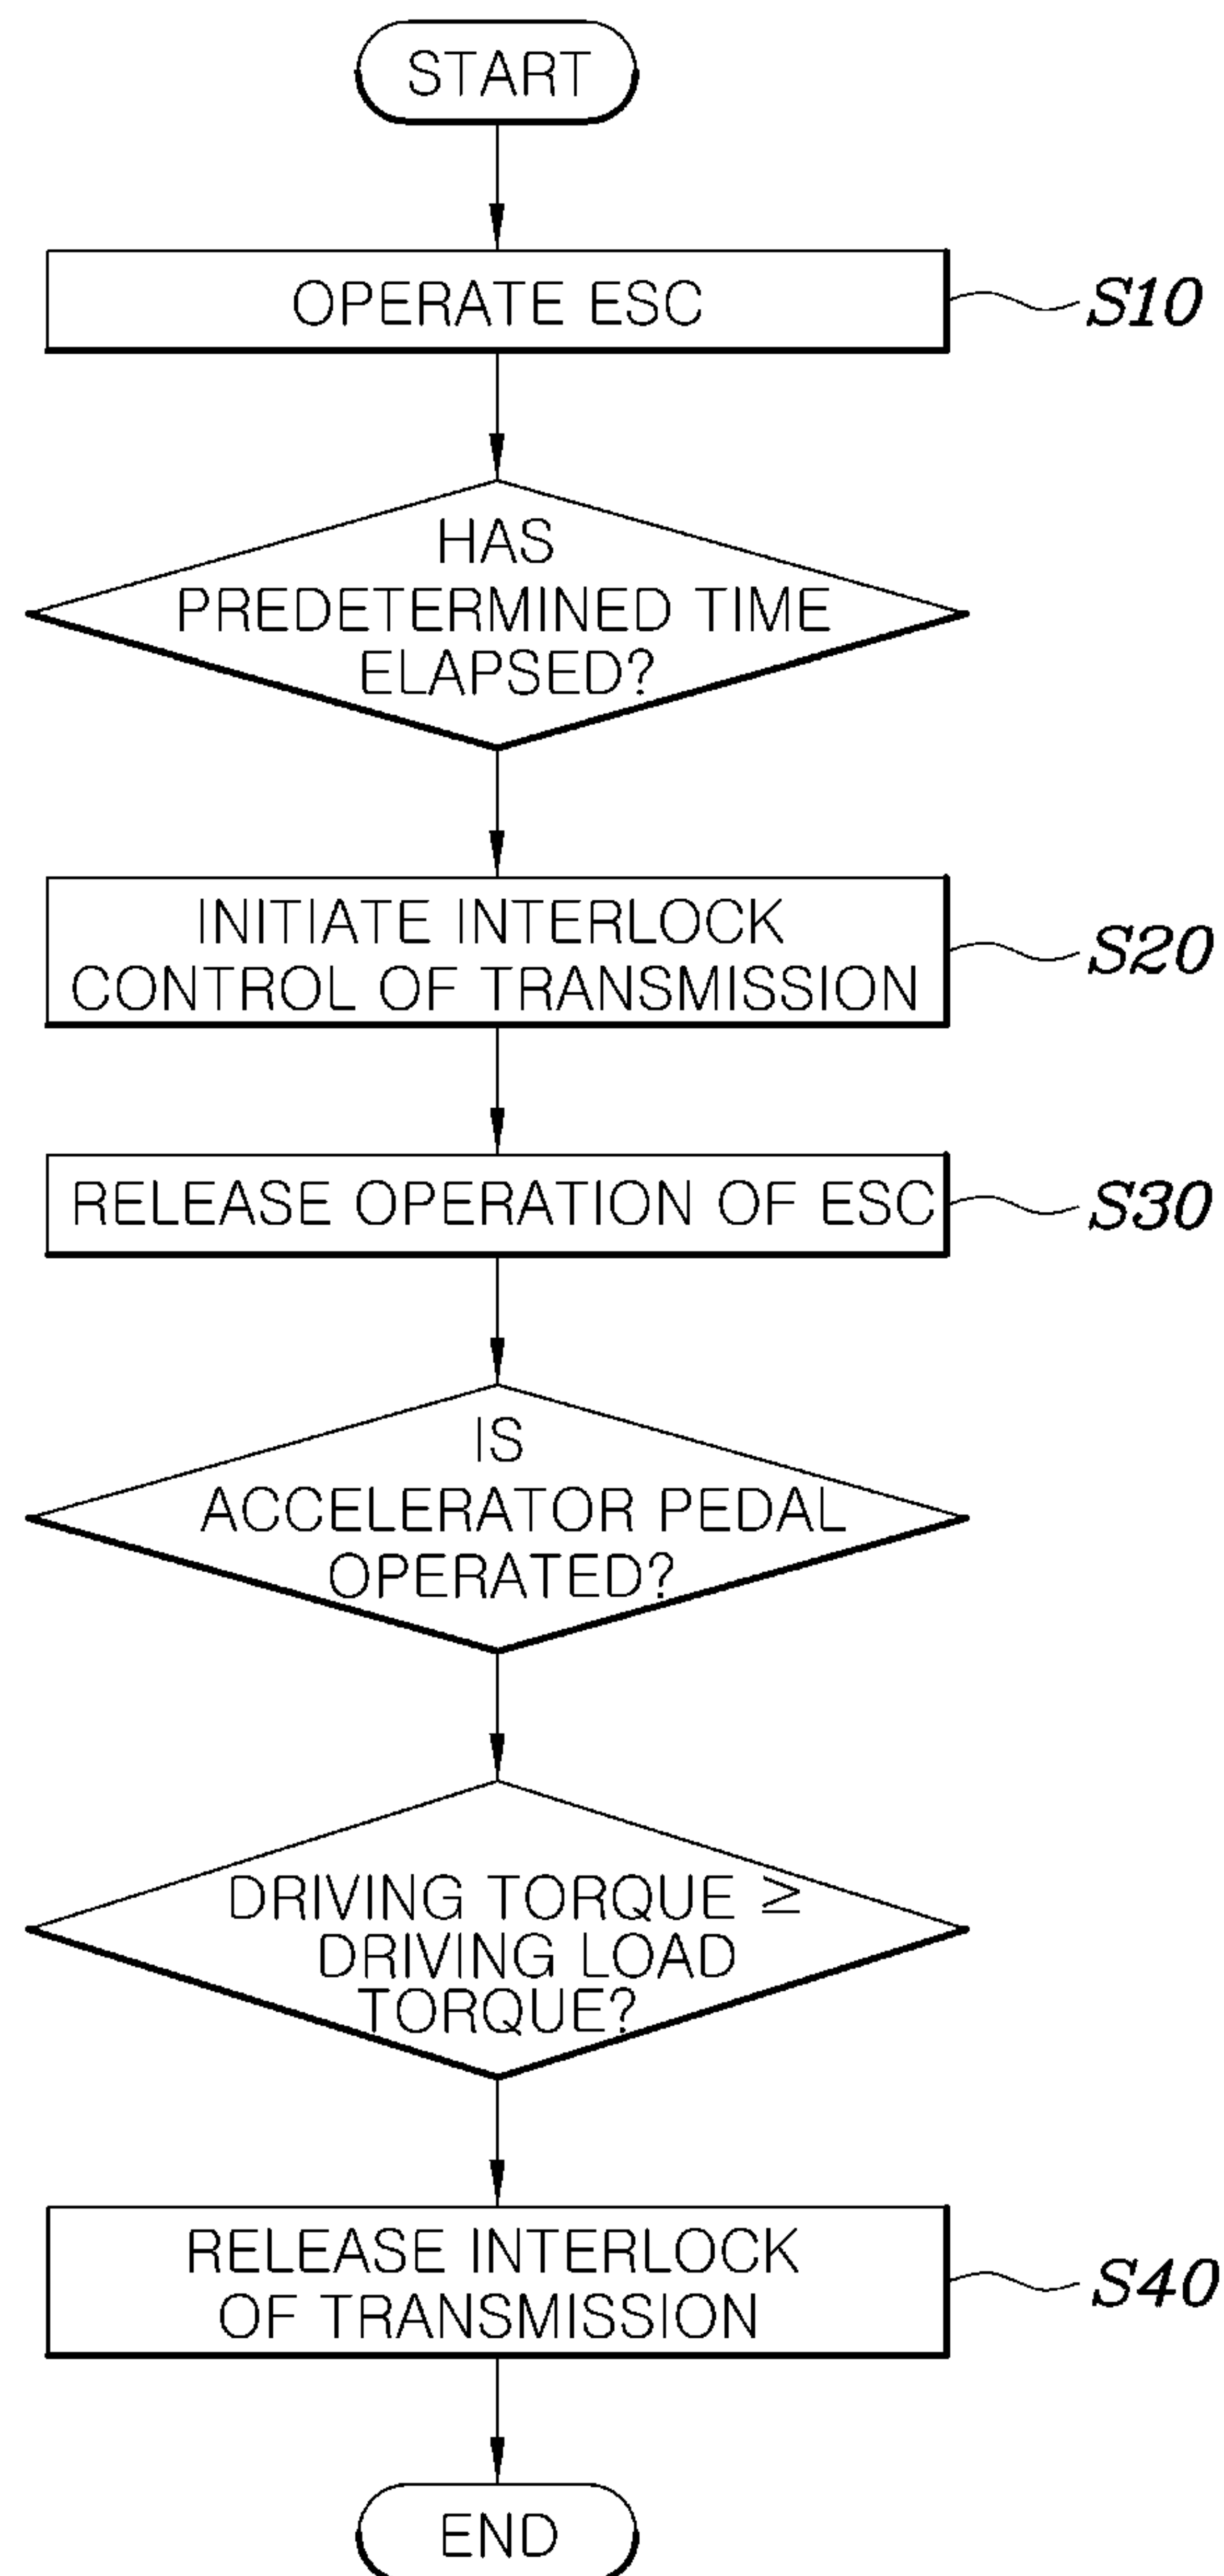 START
OPERATE ESC
S10
HAS
PREDETERMINED TIME
ELAPSED?
INITIATE INTERLOCK
CONTROL OF TRANSMISSION
S20
RELEASE OPERATION OF ESC
S30
IS
ACCELERATOR PEDAL
OPERATED?
DRIVING TORQUE ≥
DRIVING LOAD
TORQUE?
RELEASE INTERLOCK
OF TRANSMISSION
S40
END